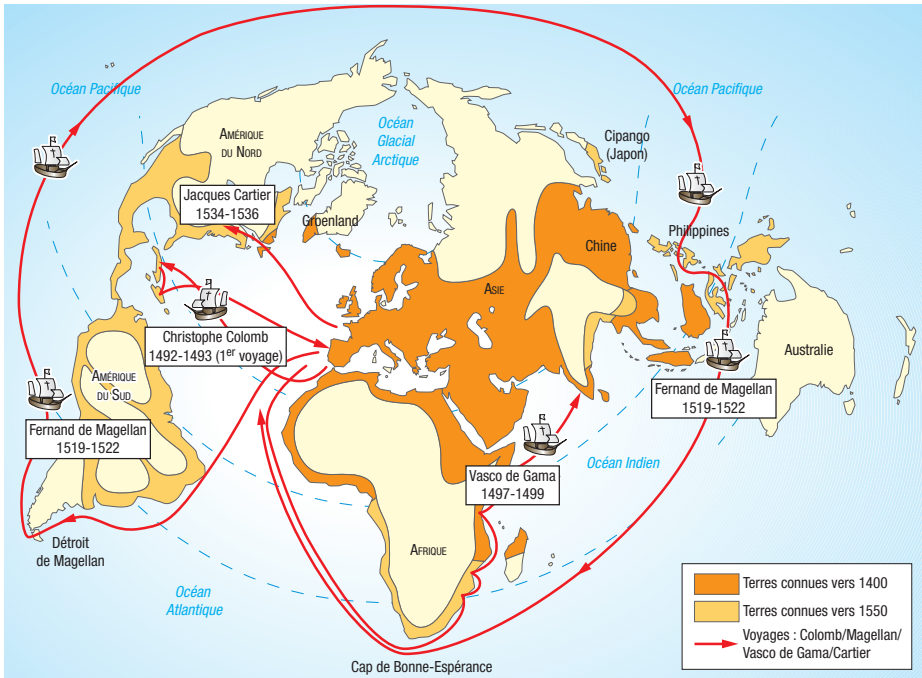 Océan Pacifique
Océan Pacifique
Océan
Glacial
Arctique
AMÉRIQUE
DU NORD
Cipango
(Japon)
Jacques Cartier
1534-1536
Groenland
Philippines
Chine
ASIE
Christophe Colomb
1492-1493 (1er voyage)
Australie
AMÉRIQUE
DU SUD
Fernand de Magellan
1519-1522
Fernand de Magellan
1519-1522
Océan Indien
Vasco de Gama
1497-1499
Détroit
de Magellan
AFRIQUE
Océan
Atlantique
Cap de Bonne-Espérance
Terres connues vers 1400
Terres connues vers 1550
Voyages : Colomb/Magellan/
Vasco de Gama/Cartier